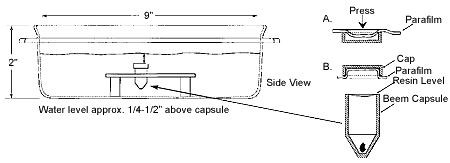 9"
2"
Side View
Water level approx. 1/4-1/2" above capsule
A.
Press
Parafilm
B.
Cap
Parafilm
Resin Level
Beem Capsule